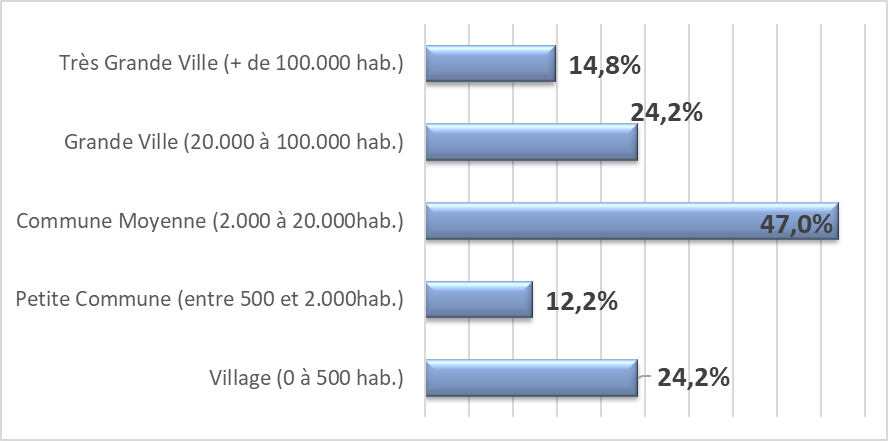 Très Grande Ville (+ de 100.000 hab.) 14,8%
Grande Ville (20.000 à 100.000 hab.) 24,2%
Commune Moyenne (2.000 à 20.000hab.) 47,0%
Petite Commune (entre 500 et 2.000hab.) 12,2%
Village (0 à 500 hab.) 24,2%